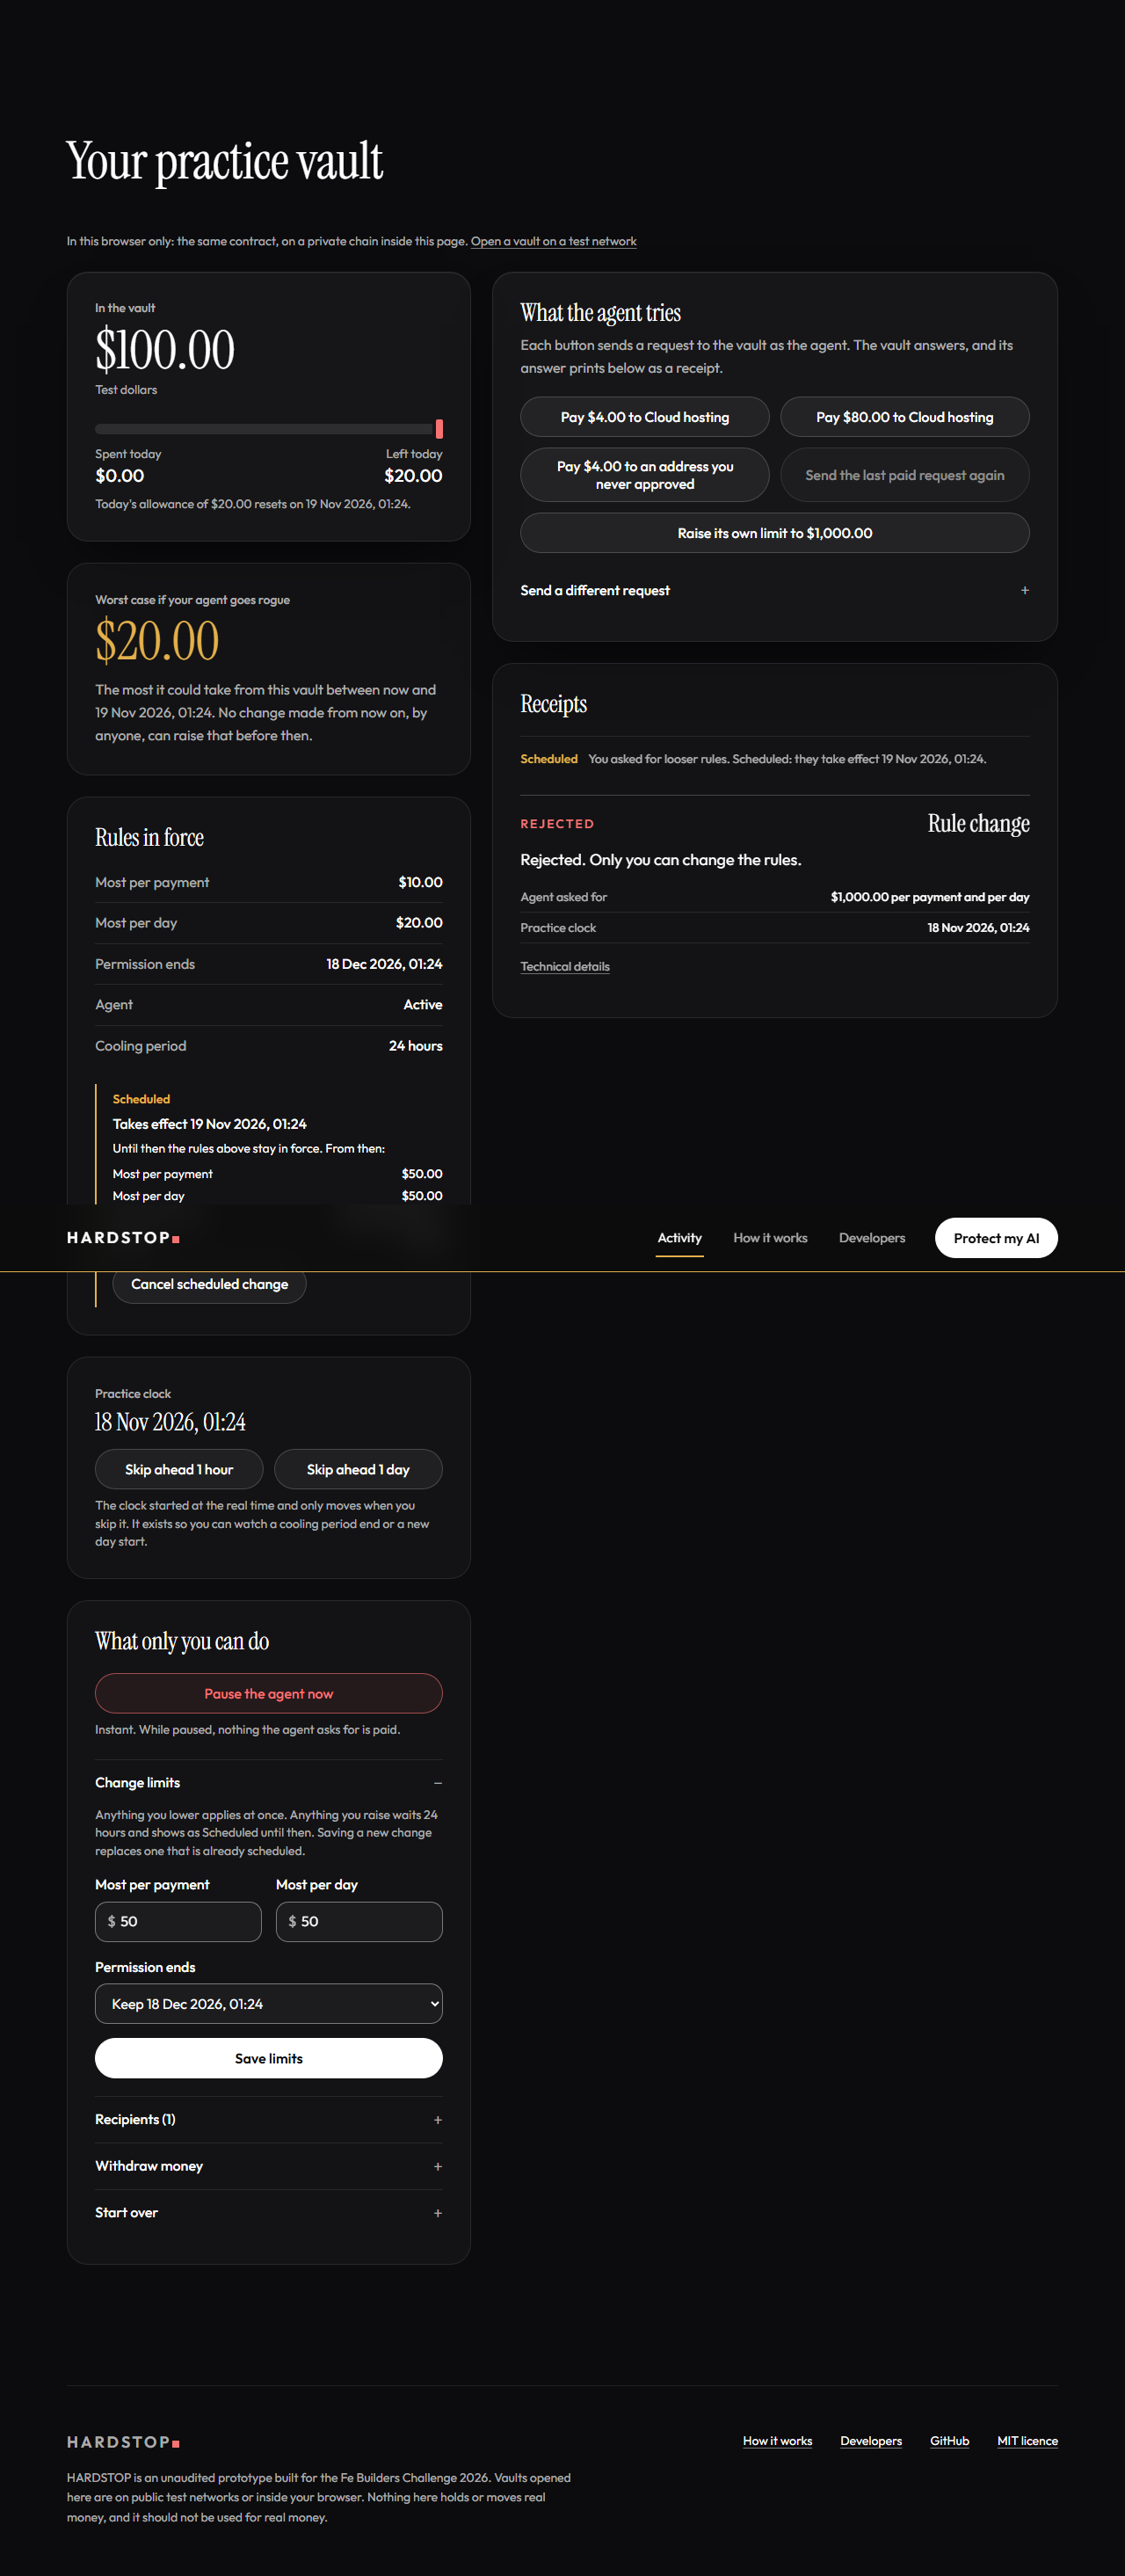 Your practice vault
In this browser only: the same contract, on a private chain inside this page. Open a vault on a test network
In the vault
$100.00
Test dollars
Spent today
Left today
$0.00
$20.00
Today's allowance of $20.00 resets on 19 Nov 2026, 01:24.
Worst case if your agent goes rogue
$20.00
The most it could take from this vault between now and
19 Nov 2026, 01:24. No change made from now on, by
anyone, can raise that before then.
Rules in force
Most per payment
$10.00
Most per day
$20.00
Permission ends
18 Dec 2026, 01:24
Agent
Active
Cooling period
24 hours
Scheduled
Takes effect 19 Nov 2026, 01:24
Until then the rules above stay in force. From then:
Most per payment
$50.00
Most per day
$50.00
Cancel scheduled change
Practice clock
18 Nov 2026, 01:24
Skip ahead 1 hour
Skip ahead 1 day
The clock started at the real time and only moves when you
skip it. It exists so you can watch a cooling period end or a new
day start.
What only you can do
Pause the agent now
Instant. While paused, nothing the agent asks for is paid.
Change limits
−
Anything you lower applies at once. Anything you raise waits 24
hours and shows as Scheduled until then. Saving a new change
replaces one that is already scheduled.
Most per payment
Most per day
$ 50
$ 50
Permission ends
Keep 18 Dec 2026, 01:24
Save limits
Recipients (1)
+
Withdraw money
+
Start over
+
What the agent tries
Each button sends a request to the vault as the agent. The vault answers, and its
answer prints below as a receipt.
Pay $4.00 to Cloud hosting
Pay $80.00 to Cloud hosting
Pay $4.00 to an address you
never approved
Send the last paid request again
Raise its own limit to $1,000.00
Send a different request
+
Receipts
Scheduled You asked for looser rules. Scheduled: they take effect 19 Nov 2026, 01:24.
REJECTED
Rule change
Rejected. Only you can change the rules.
Agent asked for
$1,000.00 per payment and per day
Practice clock
18 Nov 2026, 01:24
Technical details
HARDSTOP
Activity
How it works
Developers
Protect my AI
HARDSTOP
How it works
Developers
GitHub
MIT licence
HARDSTOP is an unaudited prototype built for the Fe Builders Challenge 2026. Vaults opened
here are on public test networks or inside your browser. Nothing here holds or moves real
money, and it should not be used for real money.